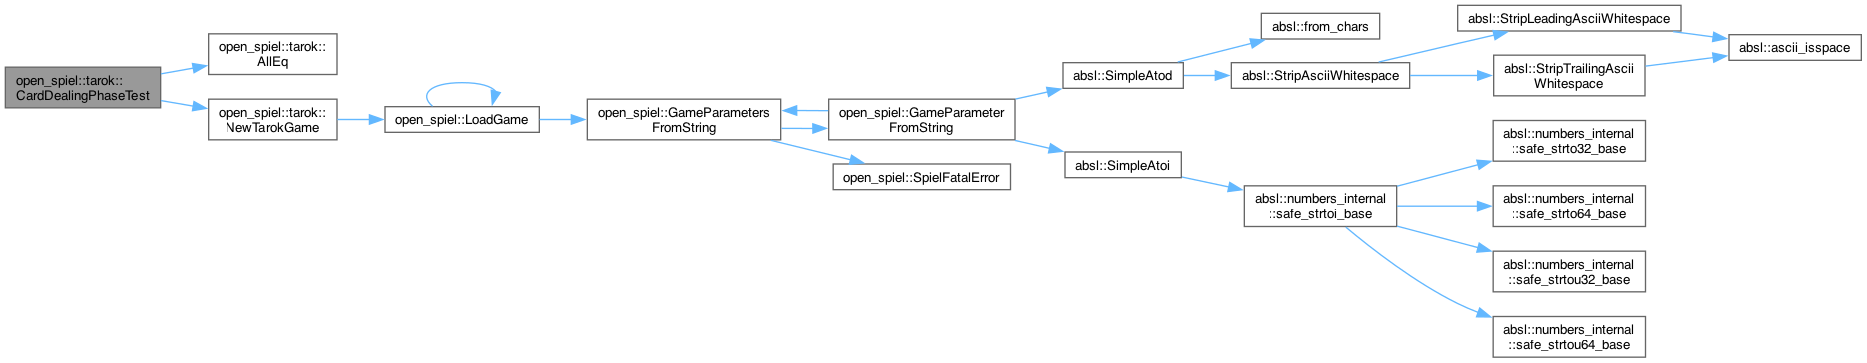 open_spiel::tarok::
CardDealingPhaseTest
open_spiel::tarok::
AllEq
open_spiel::tarok::
NewTarokGame
open_spiel::LoadGame
open_spiel::GameParameters
FromString
open_spiel::GameParameter
FromString
open_spiel::SpielFatalError
absl::SimpleAtod
absl::SimpleAtoi
absl::from_chars
absl::StripAsciiWhitespace
absl::numbers_internal
::safe_strtoi_base
absl::StripLeadingAsciiWhitespace
absl::StripTrailingAscii
Whitespace
absl::ascii_isspace
absl::numbers_internal
::safe_strto32_base
absl::numbers_internal
::safe_strto64_base
absl::numbers_internal
::safe_strtou32_base
absl::numbers_internal
::safe_strtou64_base